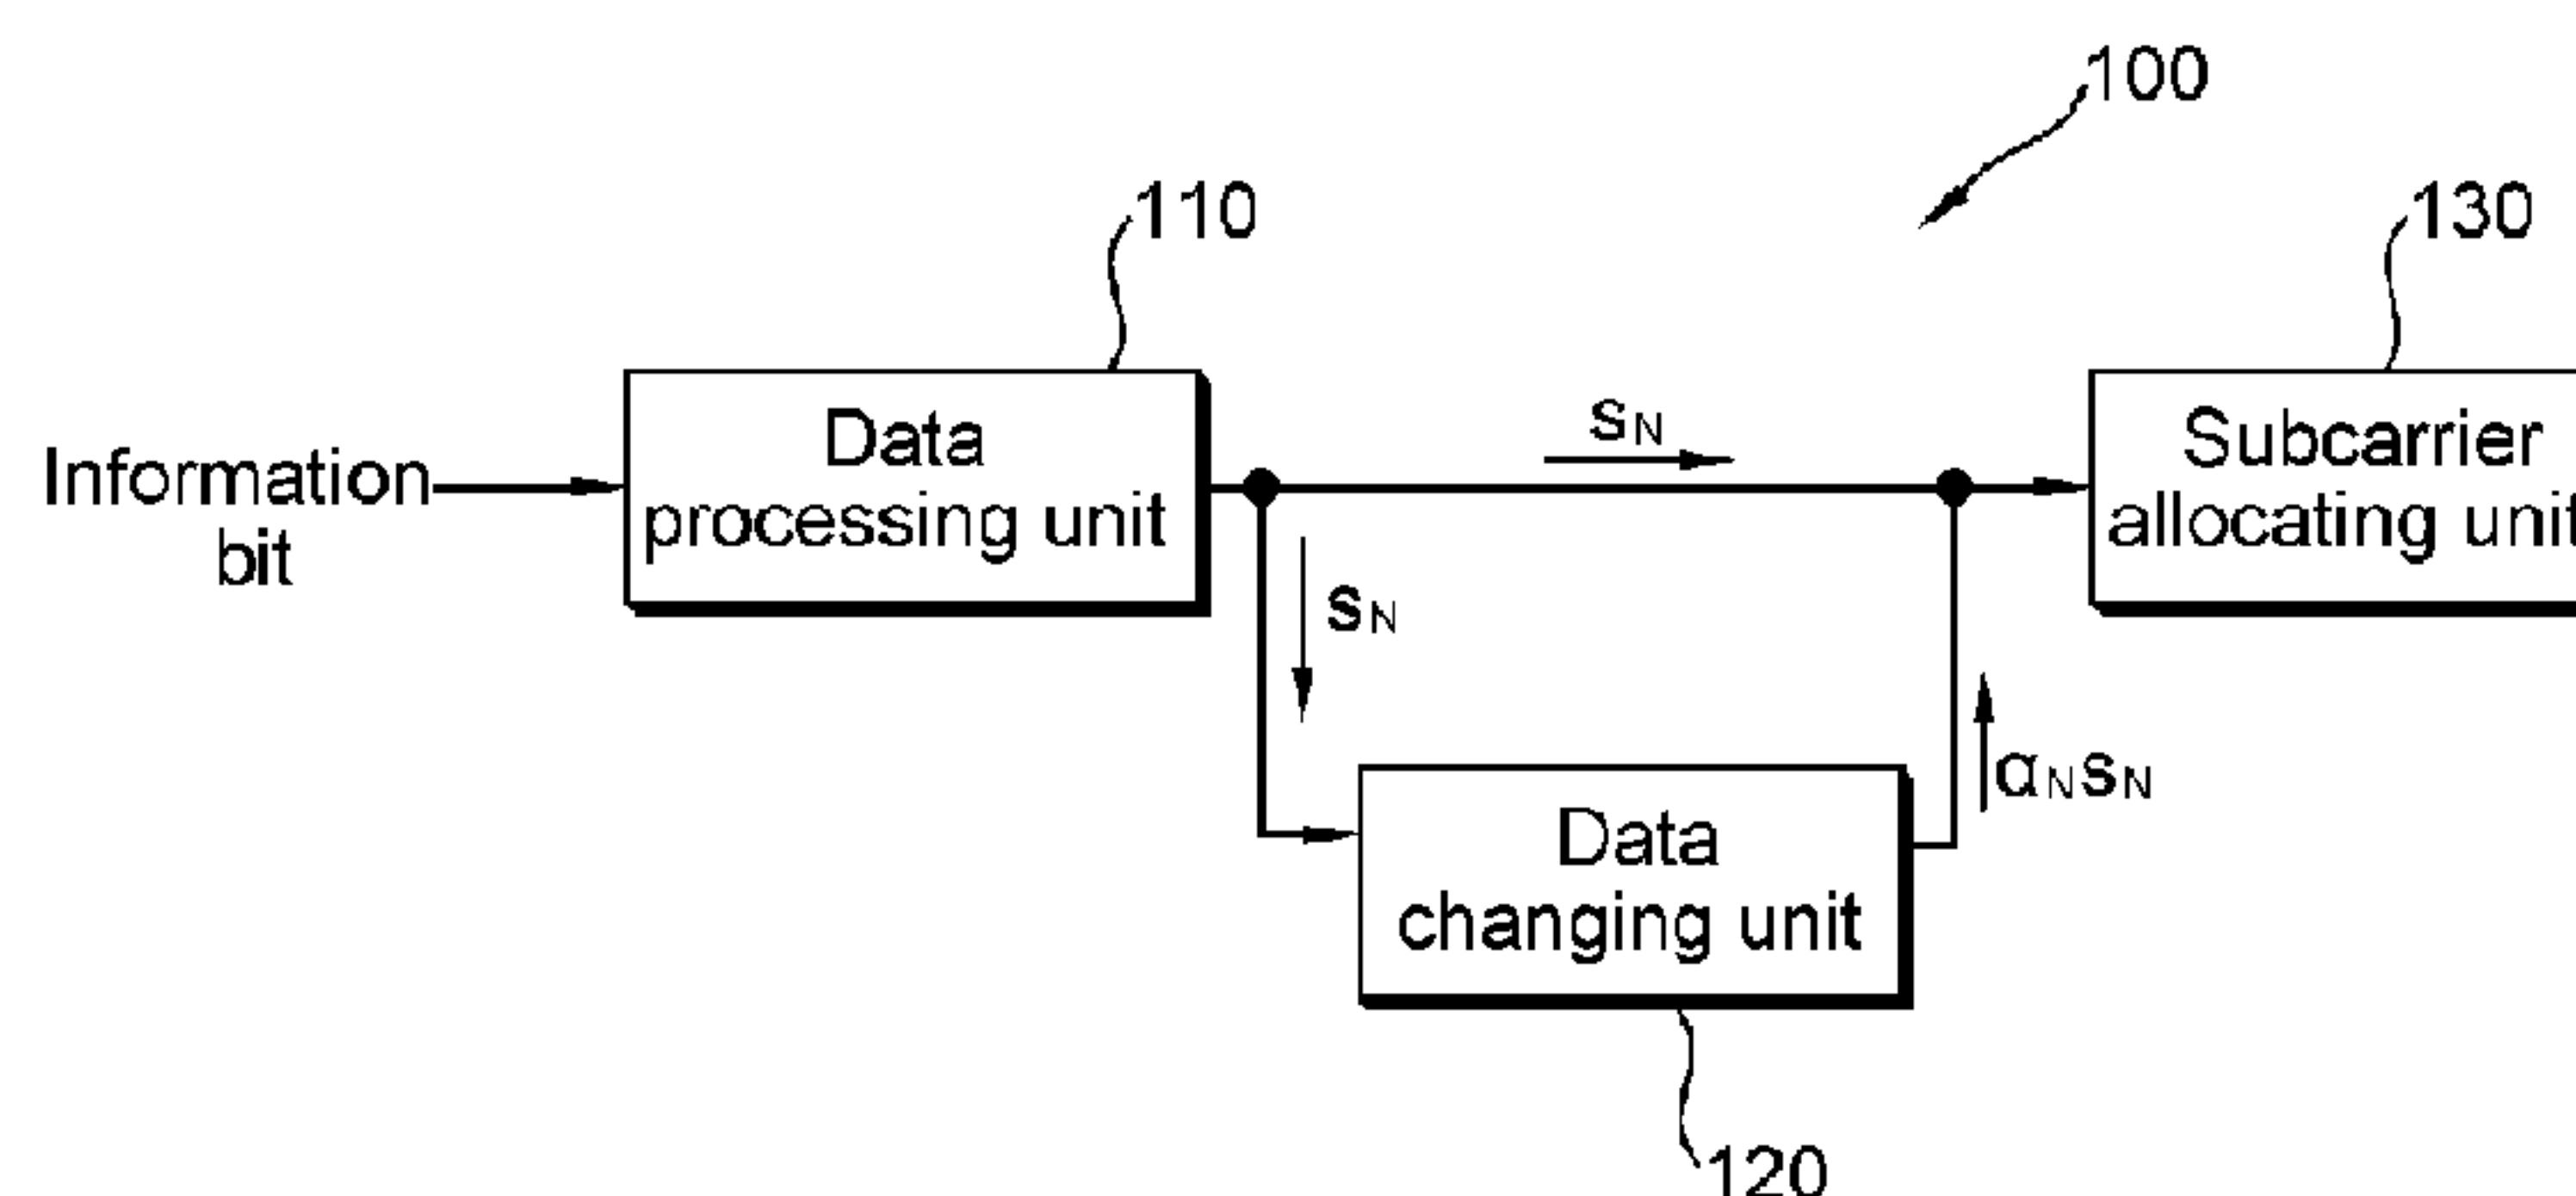 100
110
130
Information
bit
Data
processing unit
sN
Subcarrier
allocating unit
sN
αNsN
Data
changing unit
120